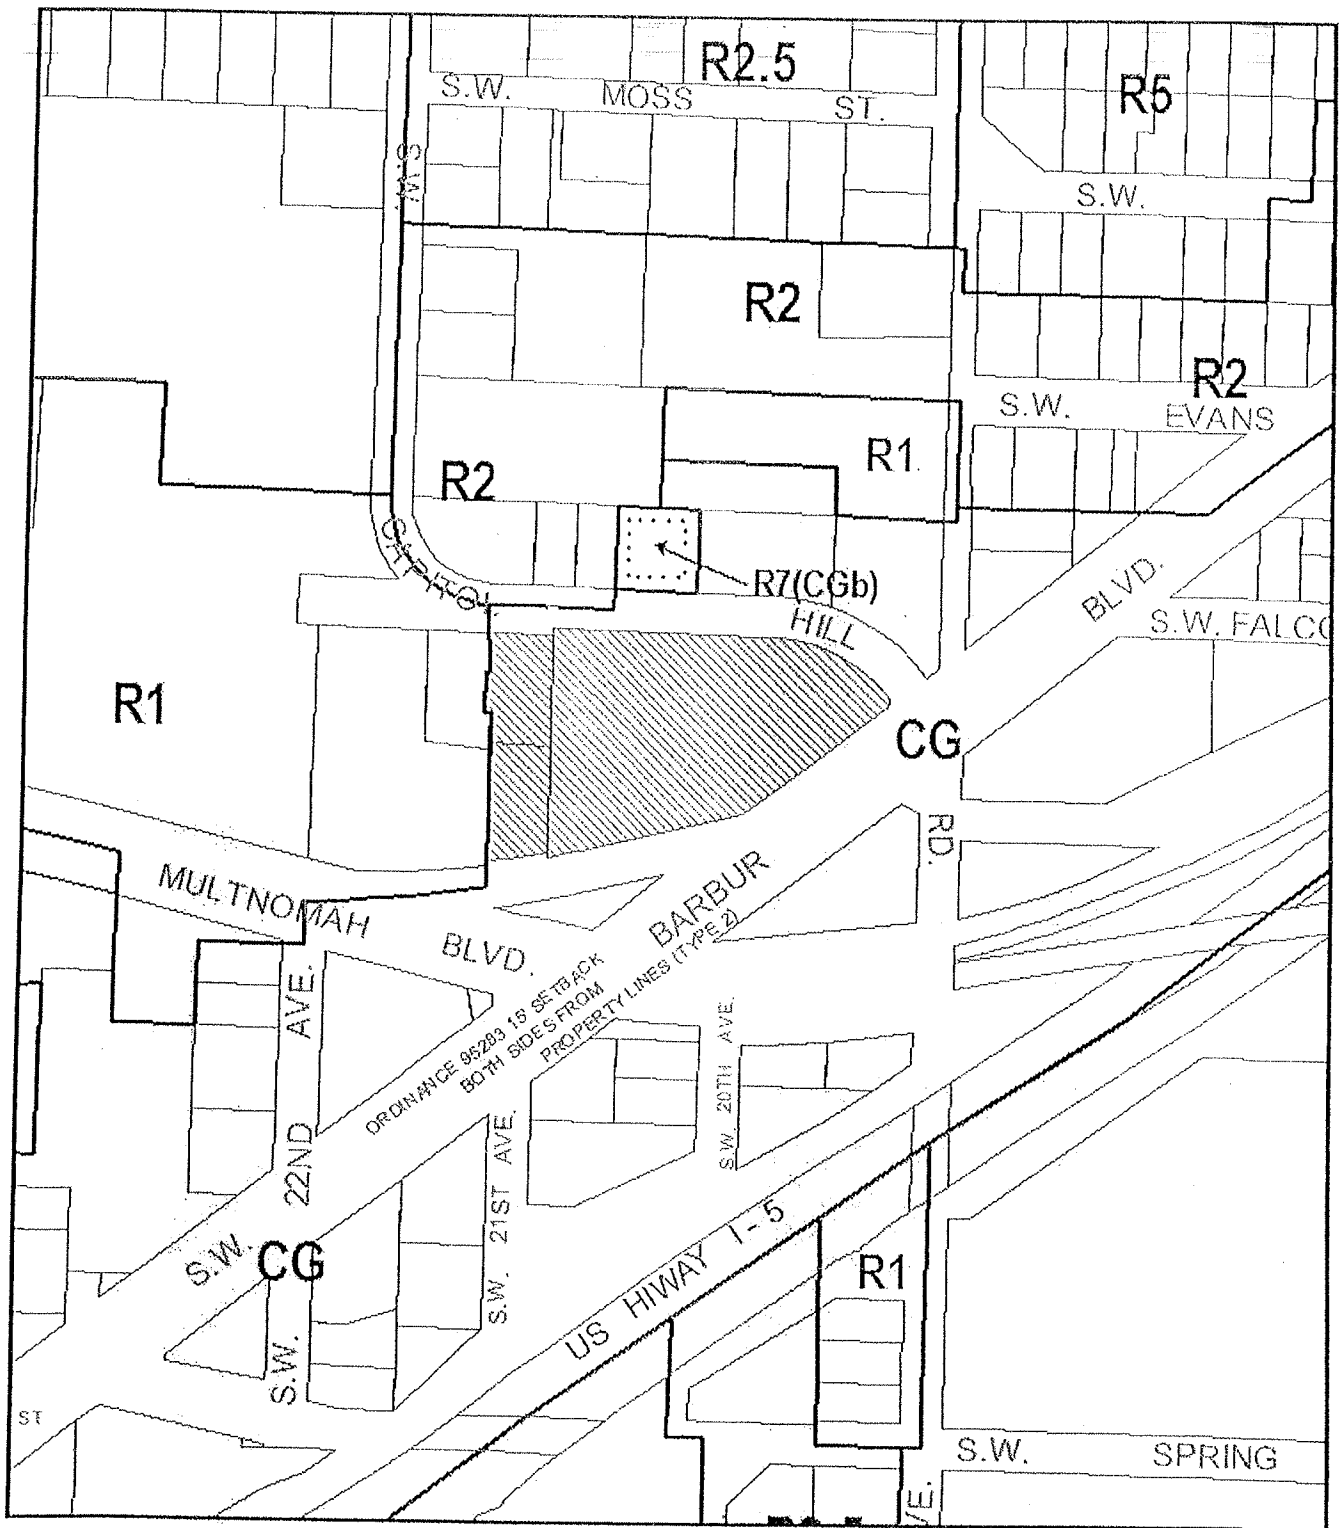 R2.5
R5
S.W. MOSS ST.
S.W.
S.W.
R2
R2
S.W. EVANS
R1
R2
CAPITOL
R7(CGb)
HILL
BLVD.
S.W. FALCO
R1
CG
RD.
MULTNOMAH
BLVD.
BARBUR
ORDINANCE 95283 15' SETBACK
BOTH SIDES FROM
PROPERTY LINES (TYPE 2)
AVE.
22ND
S.W.
S.W. 21ST AVE.
S.W. 20TH AVE.
S.W.
CG
US HIWAY I-5
R1
ST
S.W. SPRING
VE.